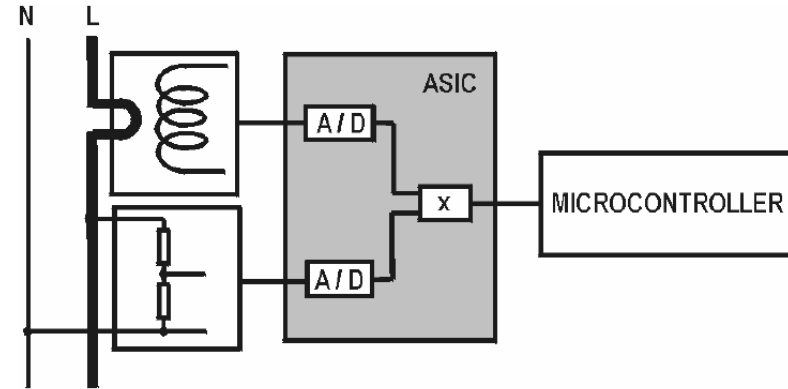 N L
ASIC
A / D
X
MICROCONTROLLER
A / D